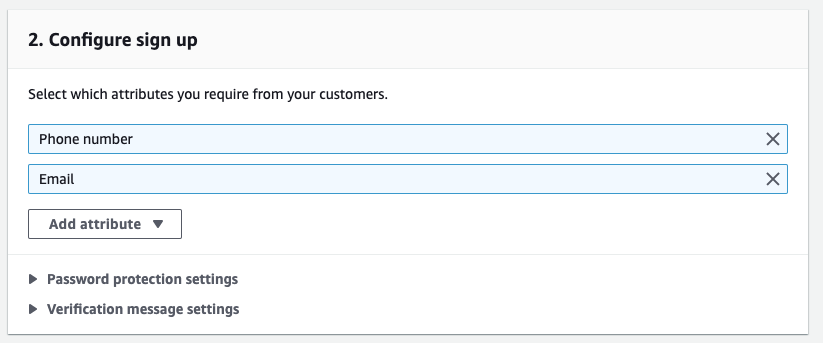 2. Configure sign up
Select which attributes you require from your customers.
Phone number
Email
Add attribute
Password protection settings
Verification message settings